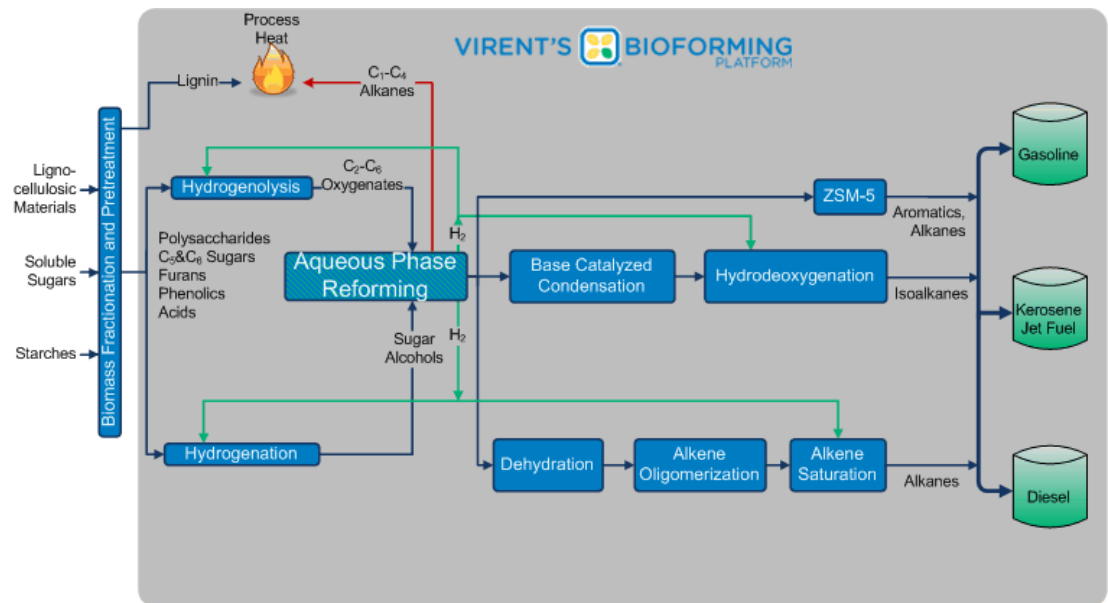 Process
Heat
VIRENT'S BIOFORMING
PLATFORM
Lignin
C₁-C₄
Alkanes
Gasoline
Biomass Fractionation and Pretreatment
Ligno-
cellulosic
Materials
Hydrogenolysis
C₂-C₆
Oxygenates
ZSM-5
Aromatics,
Alkanes
Polysaccharides
C₅&C₆ Sugars
Furans
Phenolics
Acids
Soluble
Sugars
H₂
Aqueous Phase
Reforming
Base Catalyzed
Condensation
Hydrodeoxygenation
Isoalkanes
Kerosene
Jet Fuel
Starches
Sugar
Alcohols
H₂
Hydrogenation
Dehydration
Alkene
Oligomerization
Alkene
Saturation
Alkanes
Diesel